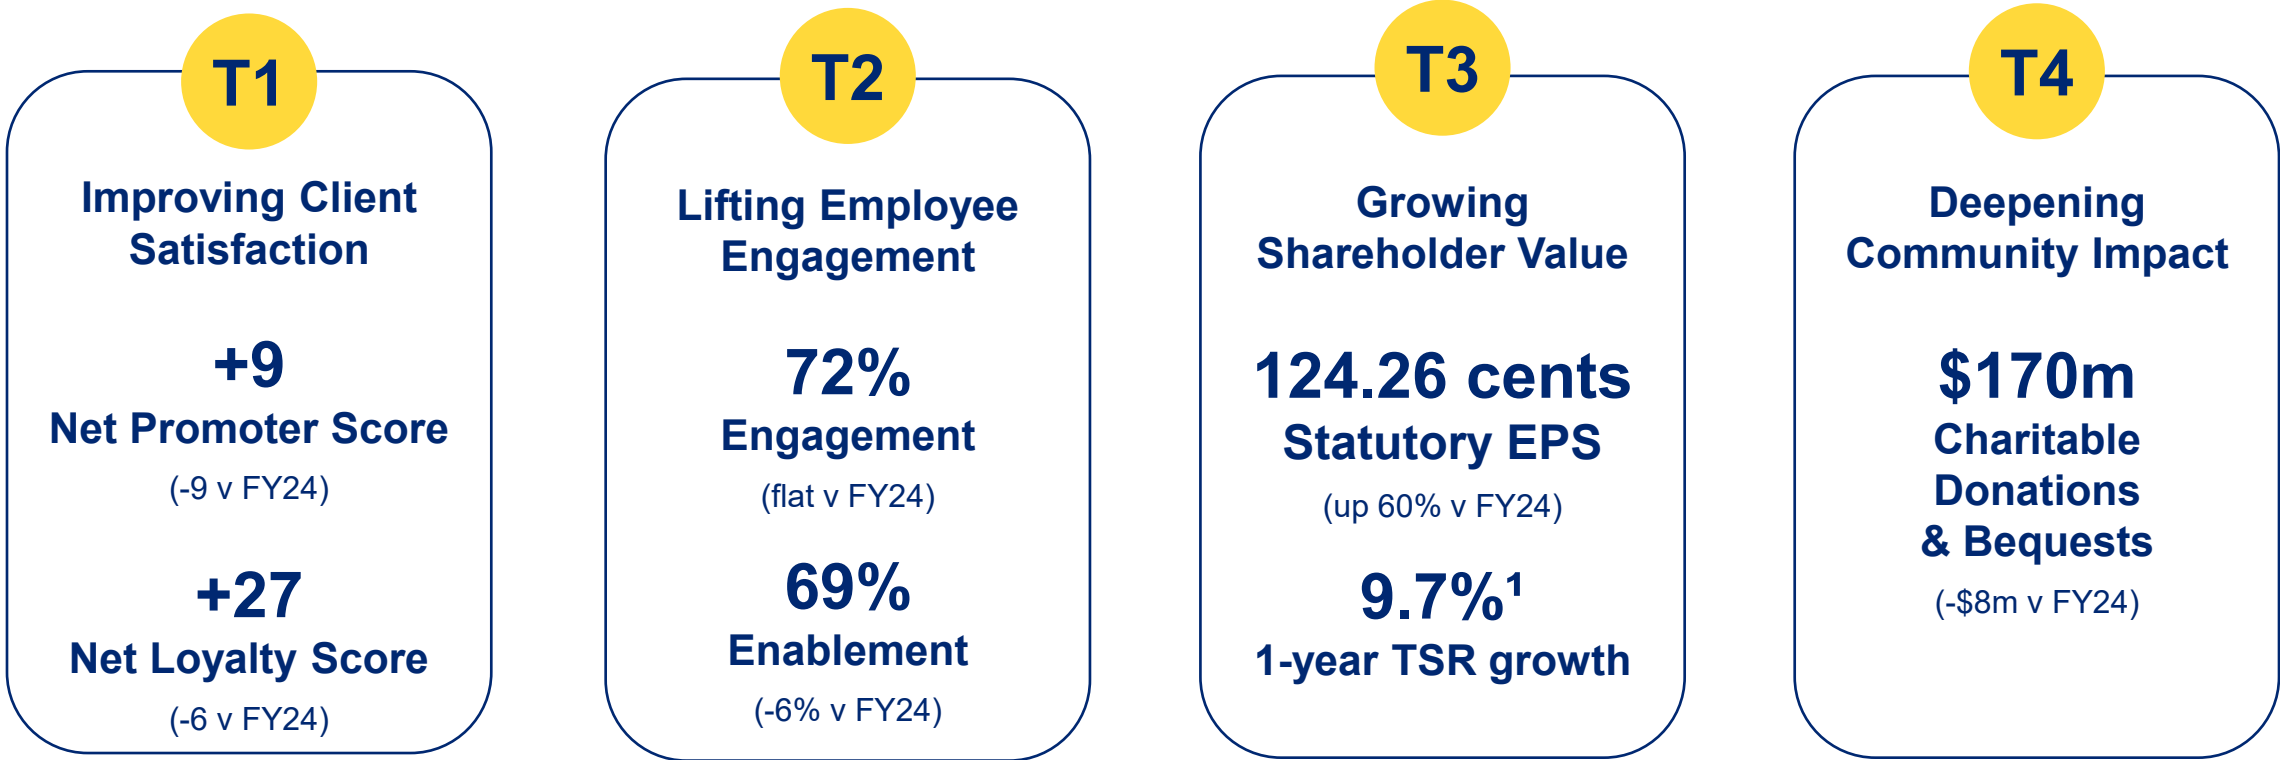 T1
Improving Client
Satisfaction
+9
Net Promoter Score
(-9 v FY24)
+27
Net Loyalty Score
(-6 v FY24)
T2
Lifting Employee
Engagement
72%
Engagement
(flat v FY24)
69%
Enablement
(-6% v FY24)
T3
Growing
Shareholder Value
124.26 cents
Statutory EPS
(up 60% v FY24)
9.7%¹
1-year TSR growth
T4
Deepening
Community Impact
$170m
Charitable
Donations
& Bequests
(-$8m v FY24)